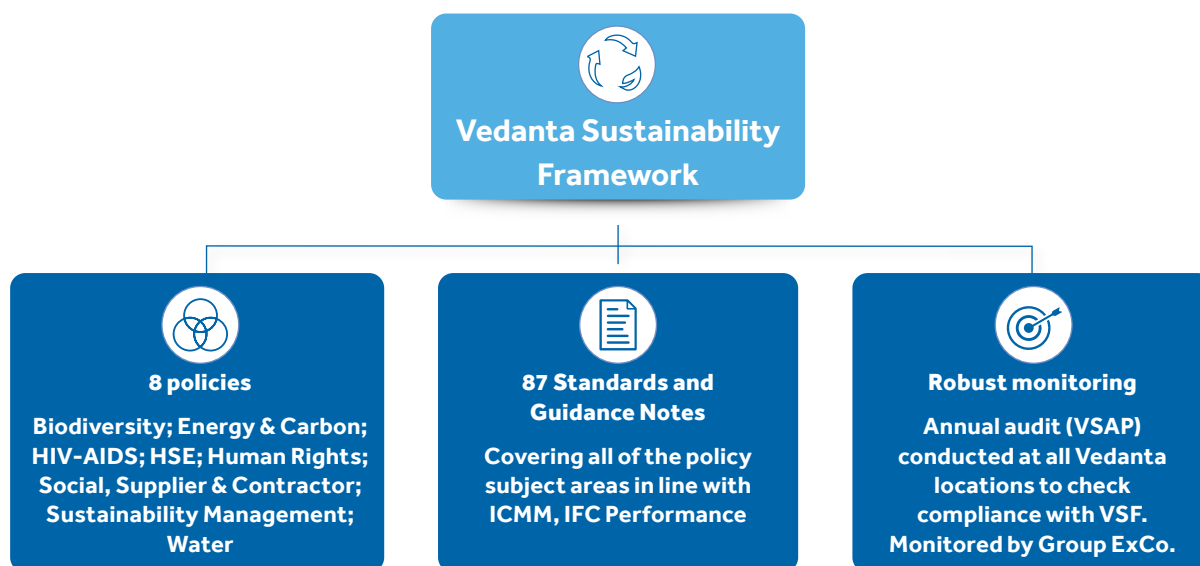 Vedanta Sustainability
Framework
8 policies
Biodiversity; Energy & Carbon;
HIV-AIDS; HSE; Human Rights;
Social, Supplier & Contractor;
Sustainability Management;
Water
87 Standards and
Guidance Notes
Covering all of the policy
subject areas in line with
ICMM, IFC Performance
Robust monitoring
Annual audit (VSAP)
conducted at all Vedanta
locations to check
compliance with VSF.
Monitored by Group ExCo.